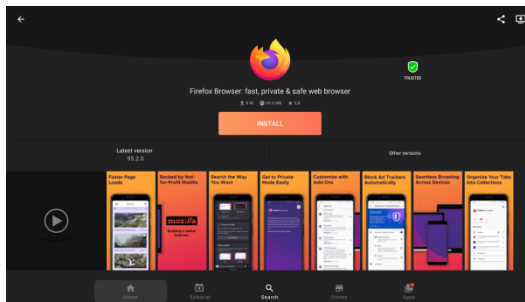 TRUSTED
Firefox Browser: fast, private & safe web browser
INSTALL
Latest version
95.2.0
Other versions
Faster Page
Loads
Backed by Not-
for-Profit Mozilla
Search the Way
You Want
Get to Private
Mode Easily
Customize with
Add-Ons
Block Ad Trackers
Automatically
Seamless Browsing
Across Devices
Organize Your Tabs
Into Collections
moz://a
Building a better
Internet
Home
Editorial
Search
Stores
Apps